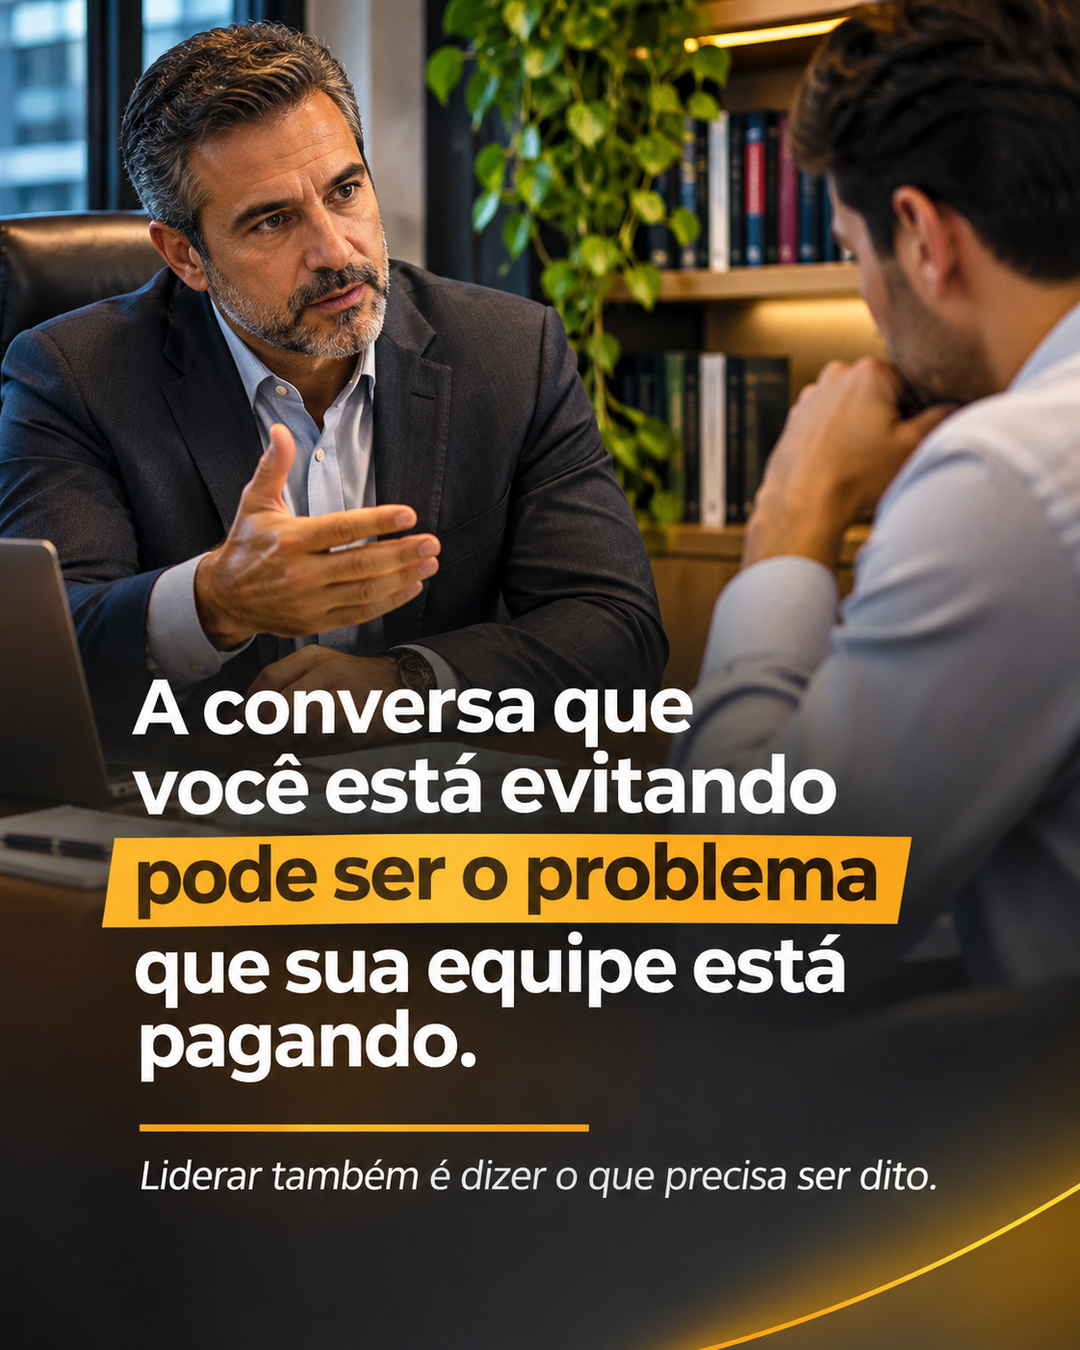 A conversa que
você está evitando
pode ser o problema
que sua equipe está
pagando.
Liderar também é dizer o que precisa ser dito.